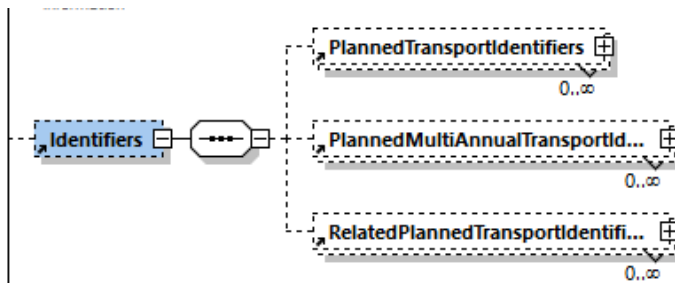 PlannedTransportIdentifiers
0..∞
Identifiers
PlannedMultiAnnualTransportId...
0..∞
RelatedPlannedTransportIdentifi...
0..∞